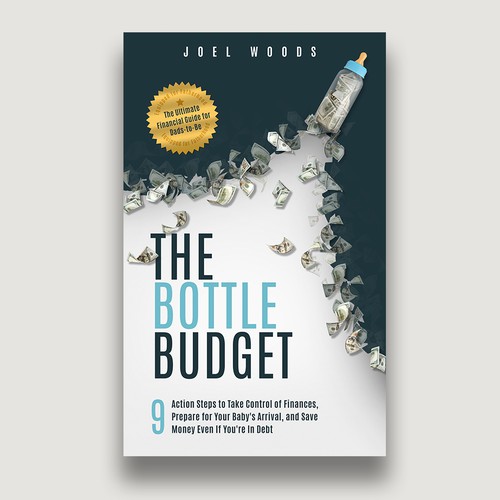 JOEL WOODS
The Ultimate
Financial Guide for
Dads-to-Be
THE
BOTTLE
BUDGET
9
Action Steps to Take Control of Finances,
Prepare for Your Baby's Arrival, and Save
Money Even If You're In Debt